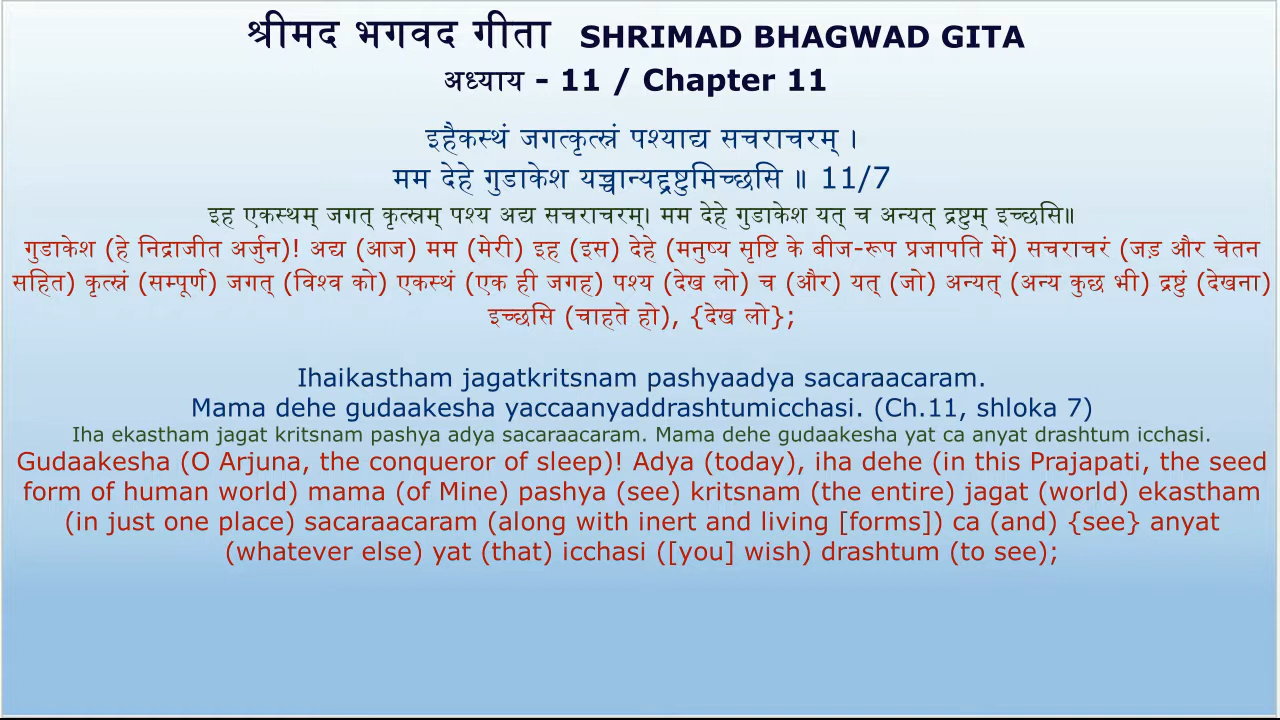 श्रीमद भगवद गीता SHRIMAD BHAGWAD GITA
अध्याय - 11 / Chapter 11
इहैकस्थं जगत्कृत्स्नं पश्याद्य सचराचरम् ।
मम देहे गुडाकेश यच्चान्यद्द्रष्टुमिच्छसि ॥ 11/7
इह एकस्थम् जगत् कृत्स्नम् पश्य अद्य सचराचरम्। मम देहे गुडाकेश यत् च अन्यत् द्रष्टुम् इच्छसि॥
गुडाकेश (हे निद्राजीत अर्जुन)! अद्य (आज) मम (मेरी) इह (इस) देहे (मनुष्य सृष्टि के बीज-रूप प्रजापति में) सचराचरं (जड़ और चेतन
सहित) कृत्स्नं (सम्पूर्ण) जगत् (विश्व को) एकस्थं (एक ही जगह) पश्य (देख लो) च (और) यत् (जो) अन्यत् (अन्य कुछ भी) द्रष्टुं (देखना)
इच्छसि (चाहते हो), {देख लो};
Ihaikastham jagatkritsnam pashyaadya sacaraacaram.
Mama dehe gudaakesha yaccaanyaddrashtumicchasi. (Ch.11, shloka 7)
Iha ekastham jagat kritsnam pashya adya sacaraacaram. Mama dehe gudaakesha yat ca anyat drashtum icchasi.
Gudaakesha (O Arjuna, the conqueror of sleep)! Adya (today), iha dehe (in this Prajapati, the seed
form of human world) mama (of Mine) pashya (see) kritsnam (the entire) jagat (world) ekastham
(in just one place) sacaraacaram (along with inert and living [forms]) ca (and) {see} anyat
(whatever else) yat (that) icchasi ([you] wish) drashtum (to see);